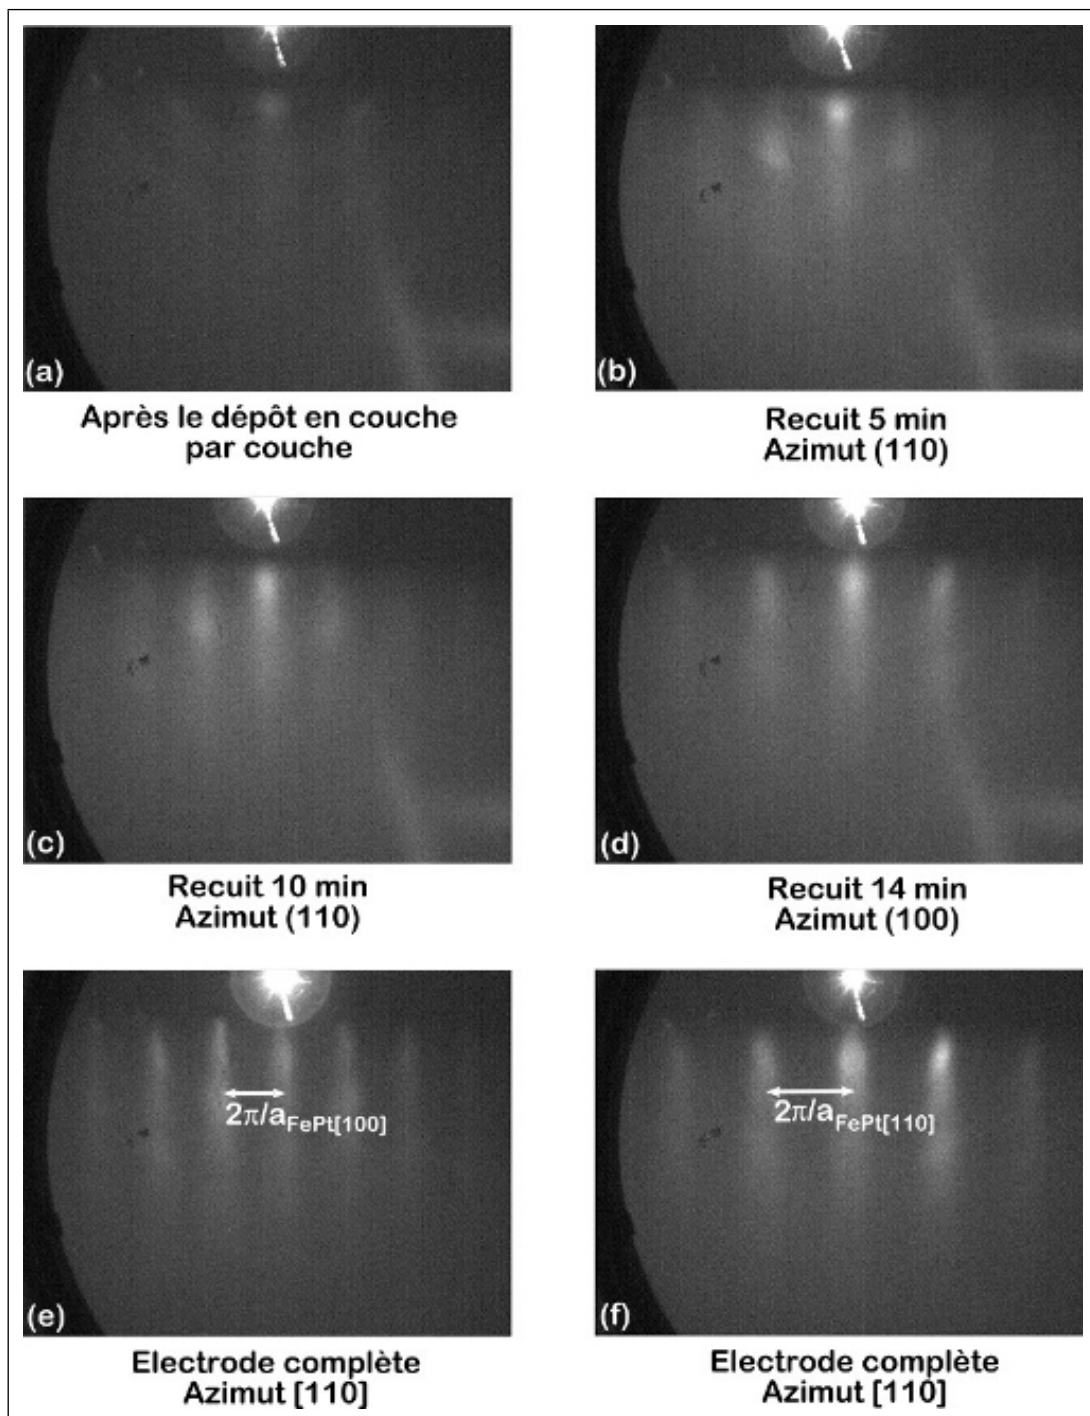 (a)
Après le dépôt en couche
par couche
(b)
Recuit 5 min
Azimut (110)
(c)
Recuit 10 min
Azimut (110)
(d)
Recuit 14 min
Azimut (100)
2π/aFePt[100]
(e)
Electrode complète
Azimut [110]
2π/aFePt[110]
(f)
Electrode complète
Azimut [110]